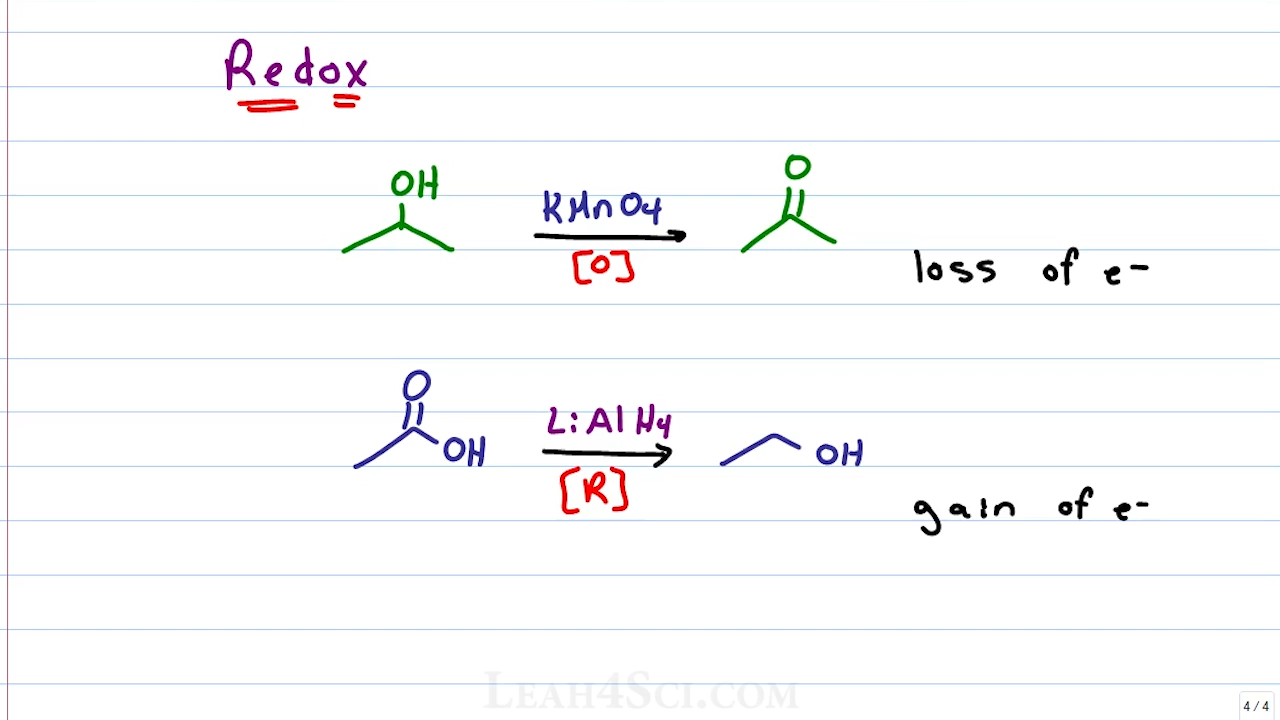 Redox
OH
KMnO4
[O]
O
loss of e-
O
OH
LiAlH4
[R]
OH
gain of e-
LEAH4SCI.COM
4 / 4